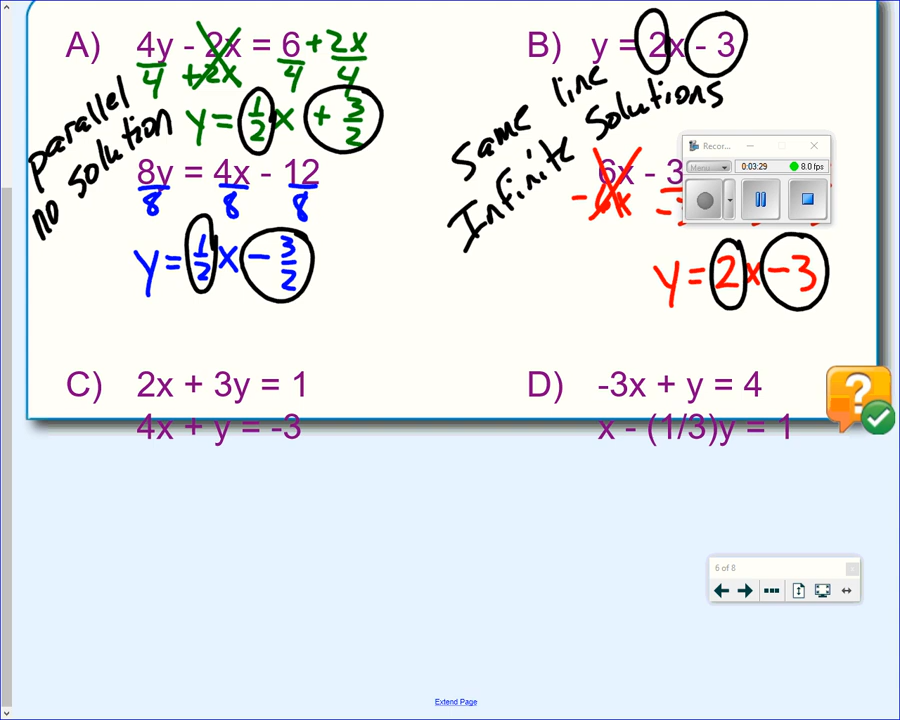 A) 4y - 2x = 6 + 2x
4 + 2x 4 4
y = 1/2 x + 3/2
parallel
no solution
8y = 4x - 12
8 8 8
y = 1/2 x - 3/2
B) y = 2x - 3
Same line
Infinite solutions
6x - 3
- 6x
y = 2x - 3
Recor...
Menu
0:03:29
8.0 fps
C) 2x + 3y = 1
4x + y = -3
D) -3x + y = 4
x - (1/3)y = 1
6 of 8
Extend Page